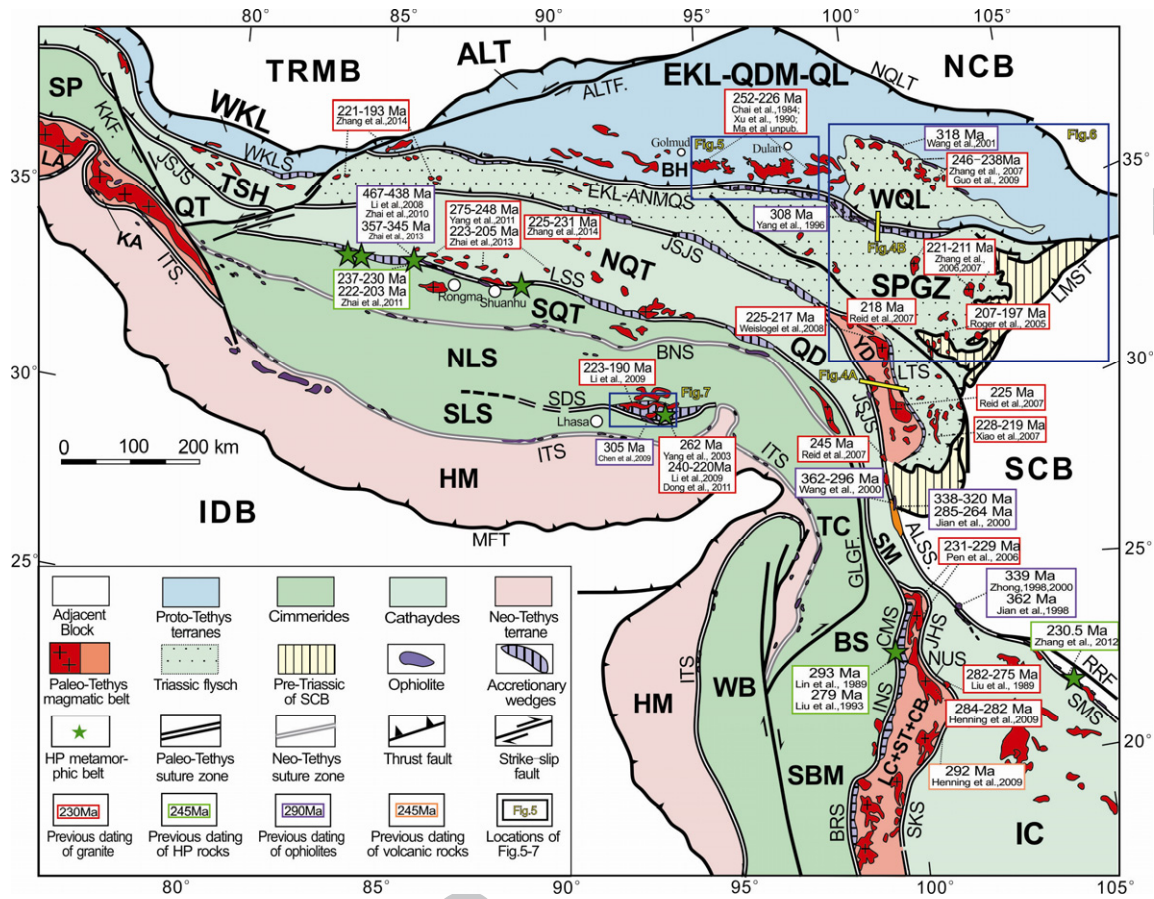 80°
85°
90°
95°
100°
105°
ALT
TRMB
EKL-QDM-QL
NCB
NQLT
ALTF.
SP
WKL
KKF.
221-193 Ma
Zhang et al.,2014
252-226 Ma
Chai et al.,1984;
Xu et al., 1990;
Ma et al unpub.
318 Ma
Wang et al.,2001
Fig.6
Golmud
Fig.5
Dulan
BH
246-238Ma
Zhang et al., 2007
Guo et al., 2009
35°
35°
LA
JSJS
WKLS
TSH
QT
WQL
EKL-ANMQS
467-438 Ma
Li et al.,2008
Zhai et al.,2010
357-345 Ma
Zhai et al., 2013
275-248 Ma
Yang et al., 2011
223-205 Ma
Zhai et al.,2013
225-231 Ma
Zhang et al., 2014
308 Ma
Yang et al., 1996
Fig.4B
KA
ITS.
JSJS
NQT
LSS
221-211 Ma
Zhang et al.,
2006,2007
SPGZ
LMST
237-230 Ma
222-203 Ma
Zhai et al.,2011
Rongma
Shuanhu
SQT
225-217 Ma
Weislogel et al.,2008
218 Ma
Reid et al.,2007
207-197 Ma
Roger et al., 2005
QD
YD
BNS
LTS
30°
30°
NLS
223-190 Ma
Li et al., 2009
Fig.7
Fig.4A
JSJS
225 Ma
Reid et al.,2007
SLS
SDS
Lhasa
ITS
ITS
228-219 Ma
Xiao et al.,2007
0
100
200 km
305 Ma
Chen et al.,2009
262 Ma
Yang et al., 2003
240-220Ma
Li et al.,2009
Dong et al., 2011
245 Ma
Reid et al.,2007
SCB
HM
362-296 Ma
Wang et al., 2000
338-320 Ma
285-264 Ma
Jian et al., 2000
IDB
MFT
TC
SM
ALSS.
25°
25°
GLGF.
231-229 Ma
Pen et al., 2006
339 Ma
Zhong,1998,2000
362 Ma
Jian et al.,1998
CMS
JHS
230.5 Ma
Zhang et al., 2012
BS
NUS
RRF
293 Ma
Lin et al., 1989
279 Ma
Liu et al.,1993
282-275 Ma
Liu et al., 1989
SMS
ITS
WB
INS
HM
284-282 Ma
Henning et al.,2009
LC+ST+CB
20°
SBM
292 Ma
Henning et al.,2009
BRS
SKS
IC
Adjacent
Block
Proto-Tethys
terranes
Cimmerides
Cathaydes
Neo-Tethys
terrane
Paleo-Tethys
magmatic belt
Triassic flysch
Pre-Triassic
of SCB
Ophiolite
Accretionary
wedges
HP metamor-
phic belt
Paleo-Tethys
suture zone
Neo-Tethys
suture zone
Thrust fault
Strike-slip
fault
230Ma
Previous dating
of granite
245Ma
Previous dating
of HP rocks
290Ma
Previous dating
of ophiolites
245Ma
Previous dating
of volcanic rocks
Fig.5
Locations of
Fig.5-7
80°
85°
90°
95°
100°
105°